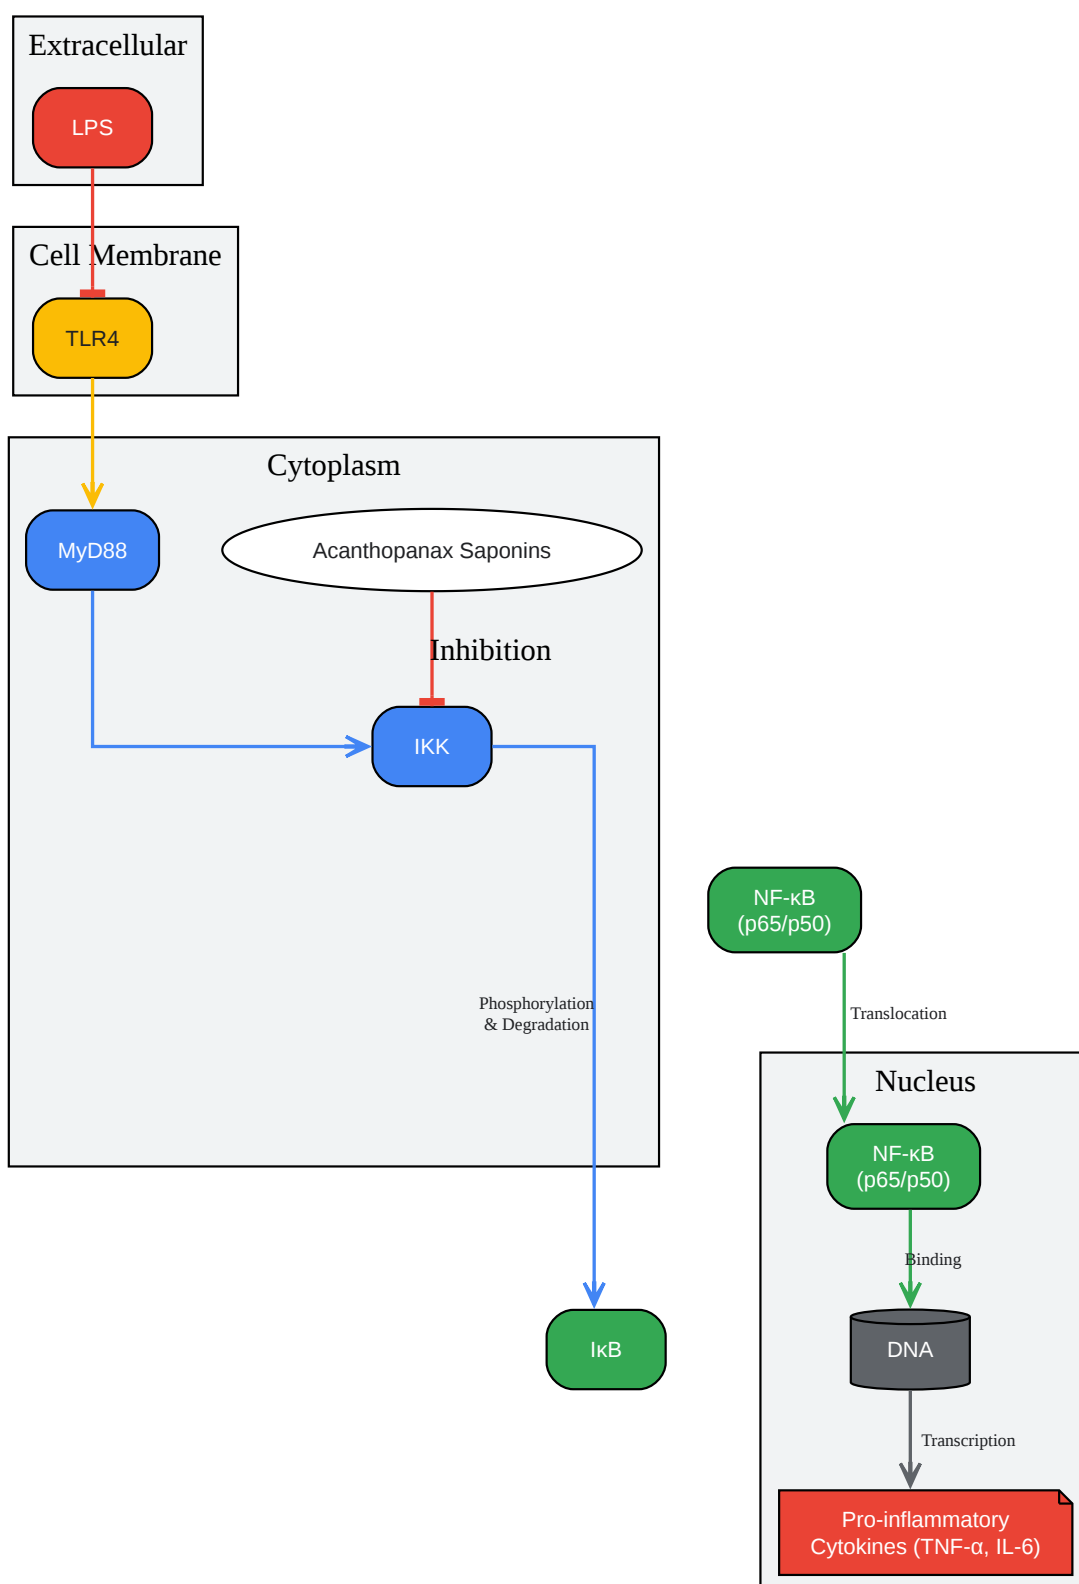 Extracellular
LPS
Cell Membrane
TLR4
Cytoplasm
MyD88
Acanthopanax Saponins
Inhibition
IKK
NF-κB
(p65/p50)
Phosphorylation
& Degradation
Translocation
Nucleus
NF-κB
(p65/p50)
Binding
IκB
DNA
Transcription
Pro-inflammatory
Cytokines (TNF-α, IL-6)